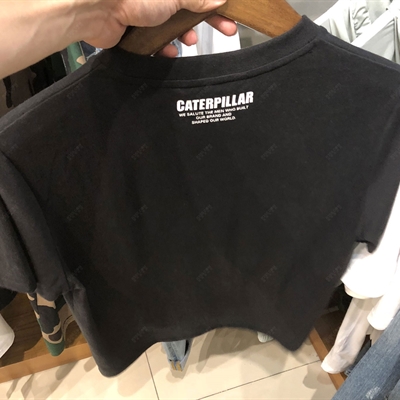 CATERPILLAR
WE SALUTE THE MEN WHO BUILT
OUR BRAND AND
SHAPED OUR WORLD.